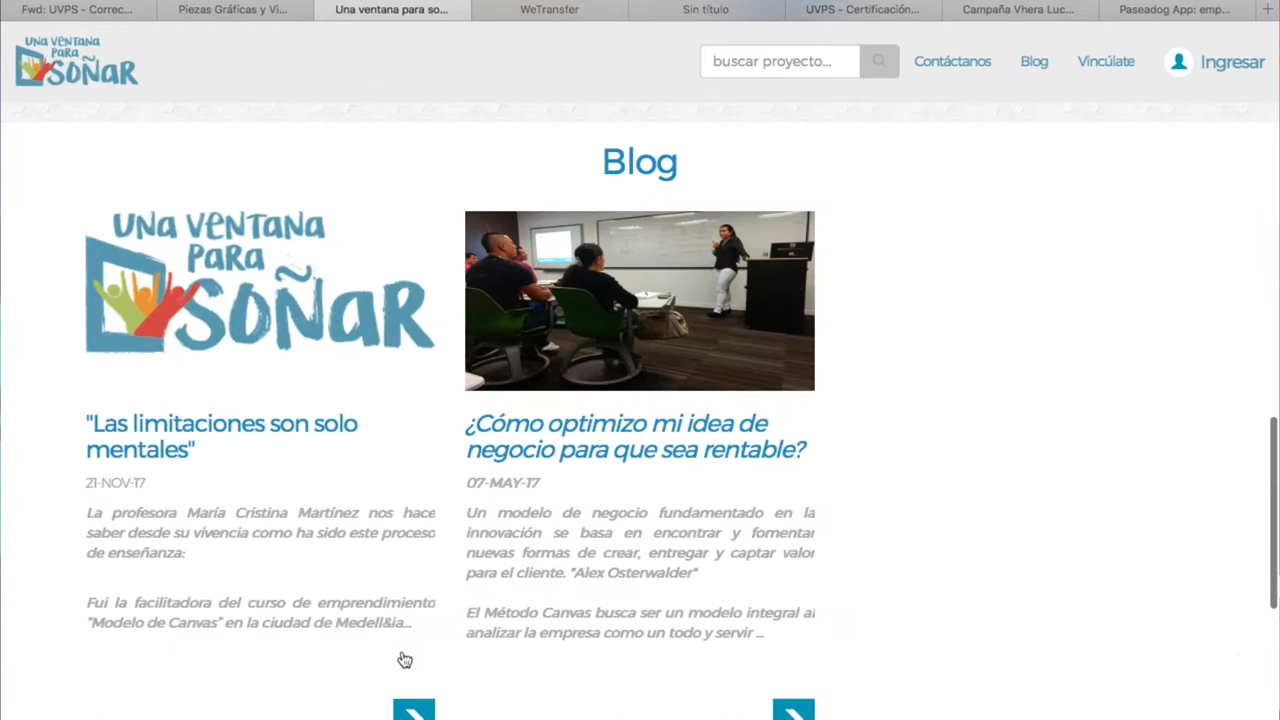 Fwd: UVPS - Correc...
Piezas Gráficas y Vi...
Una ventana para so...
WeTransfer
Sin título
UVPS - Certificación...
Campaña Vhera Luc...
Paseadog App: emp...
UNA VENTANA
PARA
SOÑAR
buscar proyecto...
Contáctanos
Blog
Vincúlate
Ingresar
Blog
UNA VENTANA
PARA
SOÑAR
"Las limitaciones son solo
mentales"
21-NOV-17
La profesora María Cristina Martínez nos hace
saber desde su vivencia como ha sido este proceso
de enseñanza:
Fui la facilitadora del curso de emprendimiento
"Modelo de Canvas" en la ciudad de Medell&ia...
¿Cómo optimizo mi idea de
negocio para que sea rentable?
07-MAY-17
Un modelo de negocio fundamentado en la
innovación se basa en encontrar y fomentar
nuevas formas de crear, entregar y captar valor
para el cliente. "Alex Osterwalder"
El Método Canvas busca ser un modelo integral al
analizar la empresa como un todo y servir ...